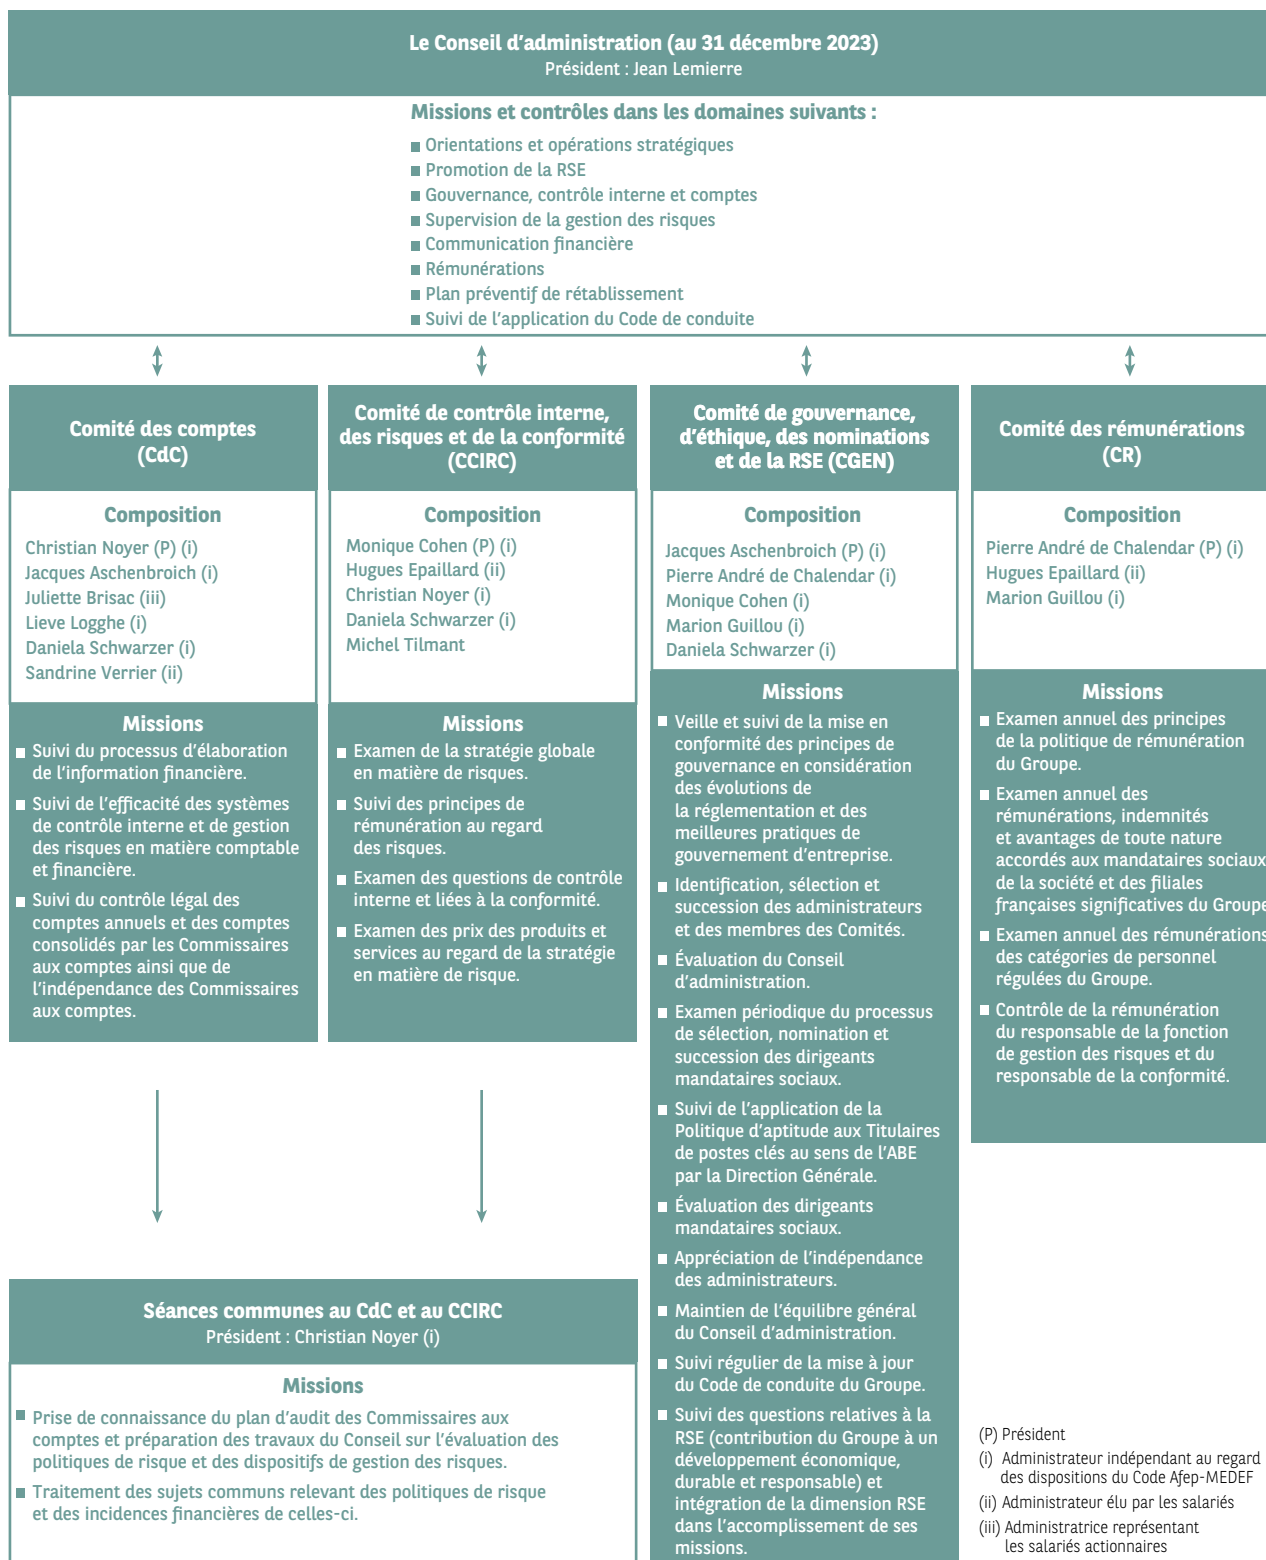 Le Conseil d'administration (au 31 décembre 2023)
Président : Jean Lemierre
Missions et contrôles dans les domaines suivants :
■ Orientations et opérations stratégiques
■ Promotion de la RSE
■ Gouvernance, contrôle interne et comptes
■ Supervision de la gestion des risques
■ Communication financière
■ Rémunérations
■ Plan préventif de rétablissement
■ Suivi de l'application du Code de conduite
Comité des comptes
(CdC)
Composition
Christian Noyer (P) (i)
Jacques Aschenbroich (i)
Juliette Brisac (iii)
Lieve Logghe (i)
Daniela Schwarzer (i)
Sandrine Verrier (ii)
Missions
■ Suivi du processus d'élaboration
de l'information financière.
■ Suivi de l'efficacité des systèmes
de contrôle interne et de gestion
des risques en matière comptable
et financière.
■ Suivi du contrôle légal des
comptes annuels et des comptes
consolidés par les Commissaires
aux comptes ainsi que de
l'indépendance des Commissaires
aux comptes.
Comité de contrôle interne,
des risques et de la conformité
(CCIRC)
Composition
Monique Cohen (P) (i)
Hugues Epaillard (ii)
Christian Noyer (i)
Daniela Schwarzer (i)
Michel Tilmant
Missions
■ Examen de la stratégie globale
en matière de risques.
■ Suivi des principes de
rémunération au regard
des risques.
■ Examen des questions de contrôle
interne et liées à la conformité.
■ Examen des prix des produits et
services au regard de la stratégie
en matière de risque.
Comité de gouvernance,
d'éthique, des nominations
et de la RSE (CGEN)
Composition
Jacques Aschenbroich (P) (i)
Pierre André de Chalendar (i)
Monique Cohen (i)
Marion Guillou (i)
Daniela Schwarzer (i)
Missions
■ Veille et suivi de la mise en
conformité des principes de
gouvernance en considération
des évolutions de
la réglementation et des
meilleures pratiques de
gouvernement d'entreprise.
■ Identification, sélection et
succession des administrateurs
et des membres des Comités.
■ Évaluation du Conseil
d'administration.
■ Examen périodique du processus
de sélection, nomination et
succession des dirigeants
mandataires sociaux.
■ Suivi de l'application de la
Politique d'aptitude aux Titulaires
de postes clés au sens de l'ABE
par la Direction Générale.
■ Évaluation des dirigeants
mandataires sociaux.
■ Appréciation de l'indépendance
des administrateurs.
■ Maintien de l'équilibre général
du Conseil d'administration.
■ Suivi régulier de la mise à jour
du Code de conduite du Groupe.
■ Suivi des questions relatives à la
RSE (contribution du Groupe à un
développement économique,
durable et responsable) et
intégration de la dimension RSE
dans l'accomplissement de ses
missions.
Comité des rémunérations
(CR)
Composition
Pierre André de Chalendar (P) (i)
Hugues Epaillard (ii)
Marion Guillou (i)
Missions
■ Examen annuel des principes
de la politique de rémunération
du Groupe.
■ Examen annuel des
rémunérations, indemnités
et avantages de toute nature
accordés aux mandataires sociaux
de la société et des filiales
françaises significatives du Groupe
■ Examen annuel des rémunérations
des catégories de personnel
régulées du Groupe.
■ Contrôle de la rémunération
du responsable de la fonction
de gestion des risques et du
responsable de la conformité.
Séances communes au CdC et au CCIRC
Président : Christian Noyer (i)
Missions
■ Prise de connaissance du plan d'audit des Commissaires aux
comptes et préparation des travaux du Conseil sur l'évaluation des
politiques de risque et des dispositifs de gestion des risques.
■ Traitement des sujets communs relevant des politiques de risque
et des incidences financières de celles-ci.
(P) Président
(i) Administrateur indépendant au regard
des dispositions du Code Afep-MEDEF
(ii) Administrateur élu par les salariés
(iii) Administratrice représentant
les salariés actionnaires